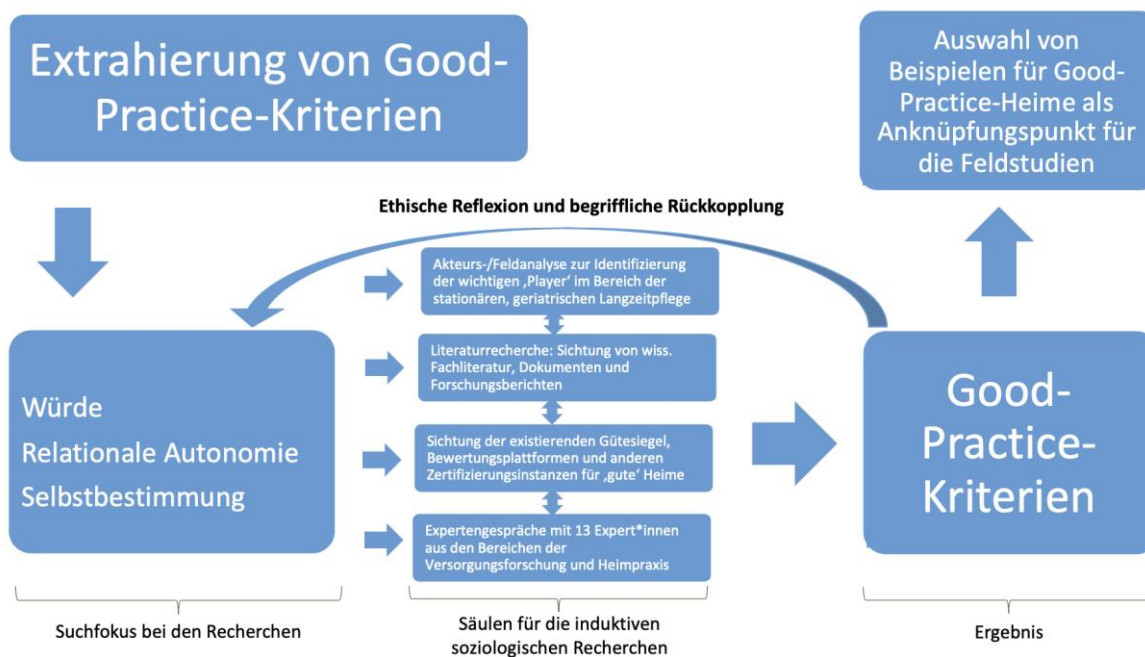 Extrahierung von Good-
Practice-Kriterien
Auswahl von
Beispielen für Good-
Practice-Heime als
Anknüpfungspunkt für
die Feldstudien
Ethische Reflexion und begriffliche Rückkopplung
Würde
Relationale Autonomie
Selbstbestimmung
Akteurs-/Feldanalyse zur Identifizierung
der wichtigen ‚Player‘ im Bereich der
stationären, geriatrischen Langzeitpflege
Literaturrecherche: Sichtung von wiss.
Fachliteratur, Dokumenten und
Forschungsberichten
Sichtung der existierenden Gütesiegel,
Bewertungsplattformen und anderen
Zertifizierungsinstanzen für ‚gute‘ Heime
Expertengespräche mit 13 Expert*innen
aus den Bereichen der
Versorgungsforschung und Heimpraxis
Good-
Practice-
Kriterien
Suchfokus bei den Recherchen
Säulen für die induktiven
soziologischen Recherchen
Ergebnis